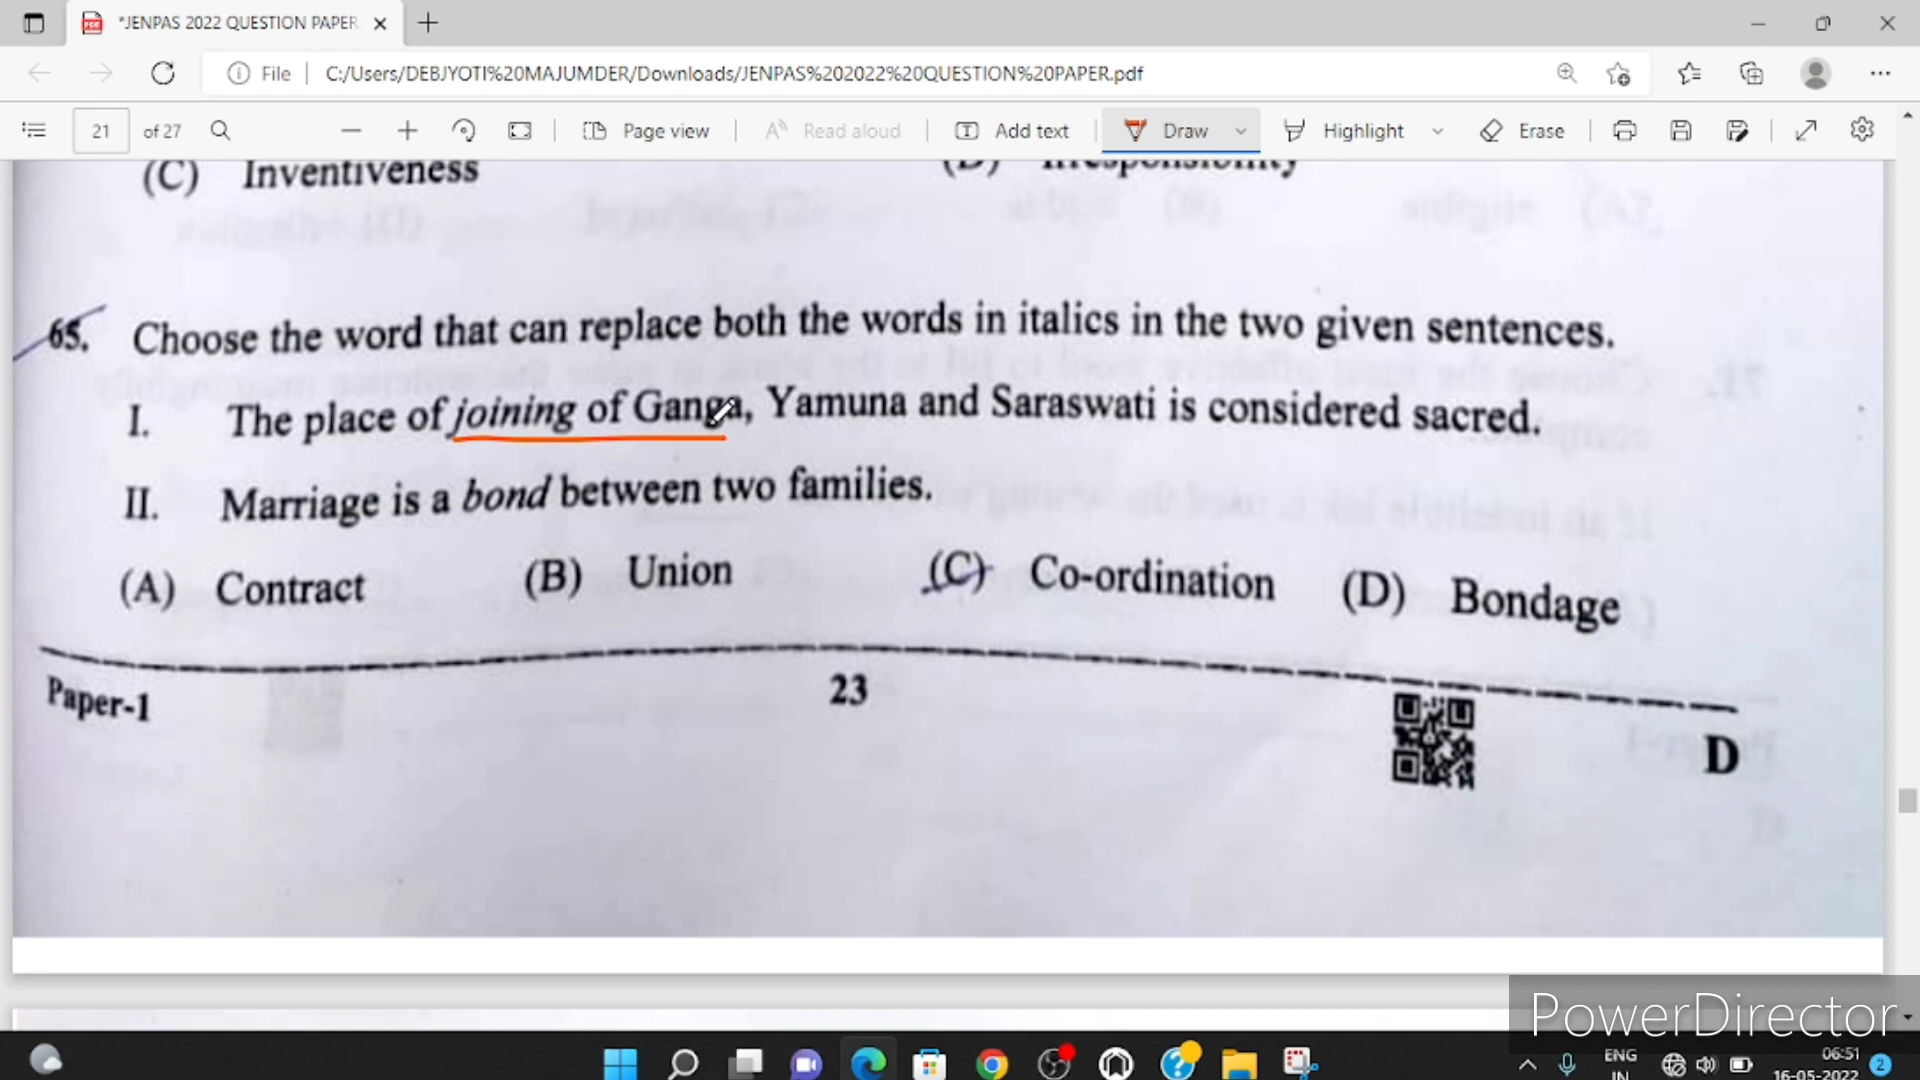 *JENPAS 2022 QUESTION PAPER
File
C:/Users/DEBJYOTI%20MAJUMDER/Downloads/JENPAS%202022%20QUESTION%20PAPER.pdf
21 of 27
Page view
Read aloud
Add text
Draw
Highlight
Erase
(C) Inventiveness
(D) Irresponsibility
65. Choose the word that can replace both the words in italics in the two given sentences.
I. The place of joining of Ganga, Yamuna and Saraswati is considered sacred.
II. Marriage is a bond between two families.
(A) Contract (B) Union (C) Co-ordination (D) Bondage
Paper-1
23
D
PowerDirector
ENG
IN
06:51
16-05-2022
2